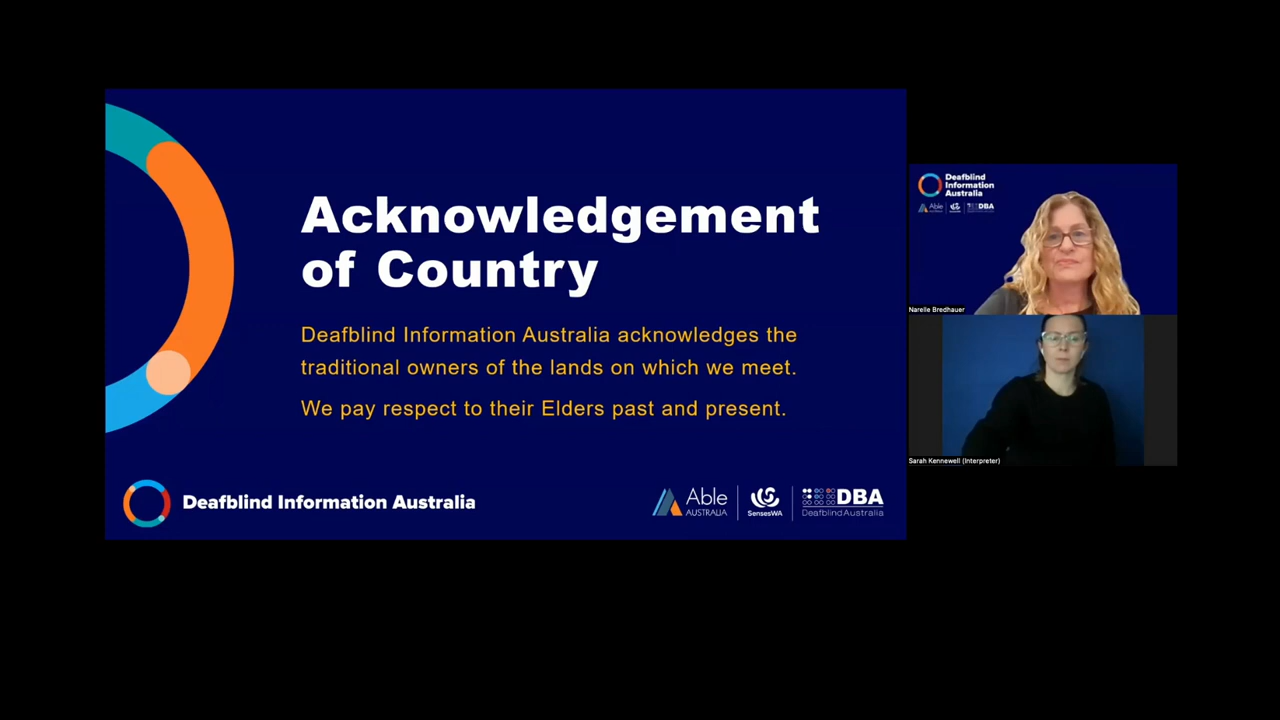 Acknowledgement
of Country
Deafblind Information Australia acknowledges the
traditional owners of the lands on which we meet.
We pay respect to their Elders past and present.
Deafblind Information Australia
Able
AUSTRALIA
SensesWA
DBA
Deafblind Australia
Deafblind
Information
Australia
Able
DBA
Narelle Bredhauer
Sarah Kennewell (Interpreter)